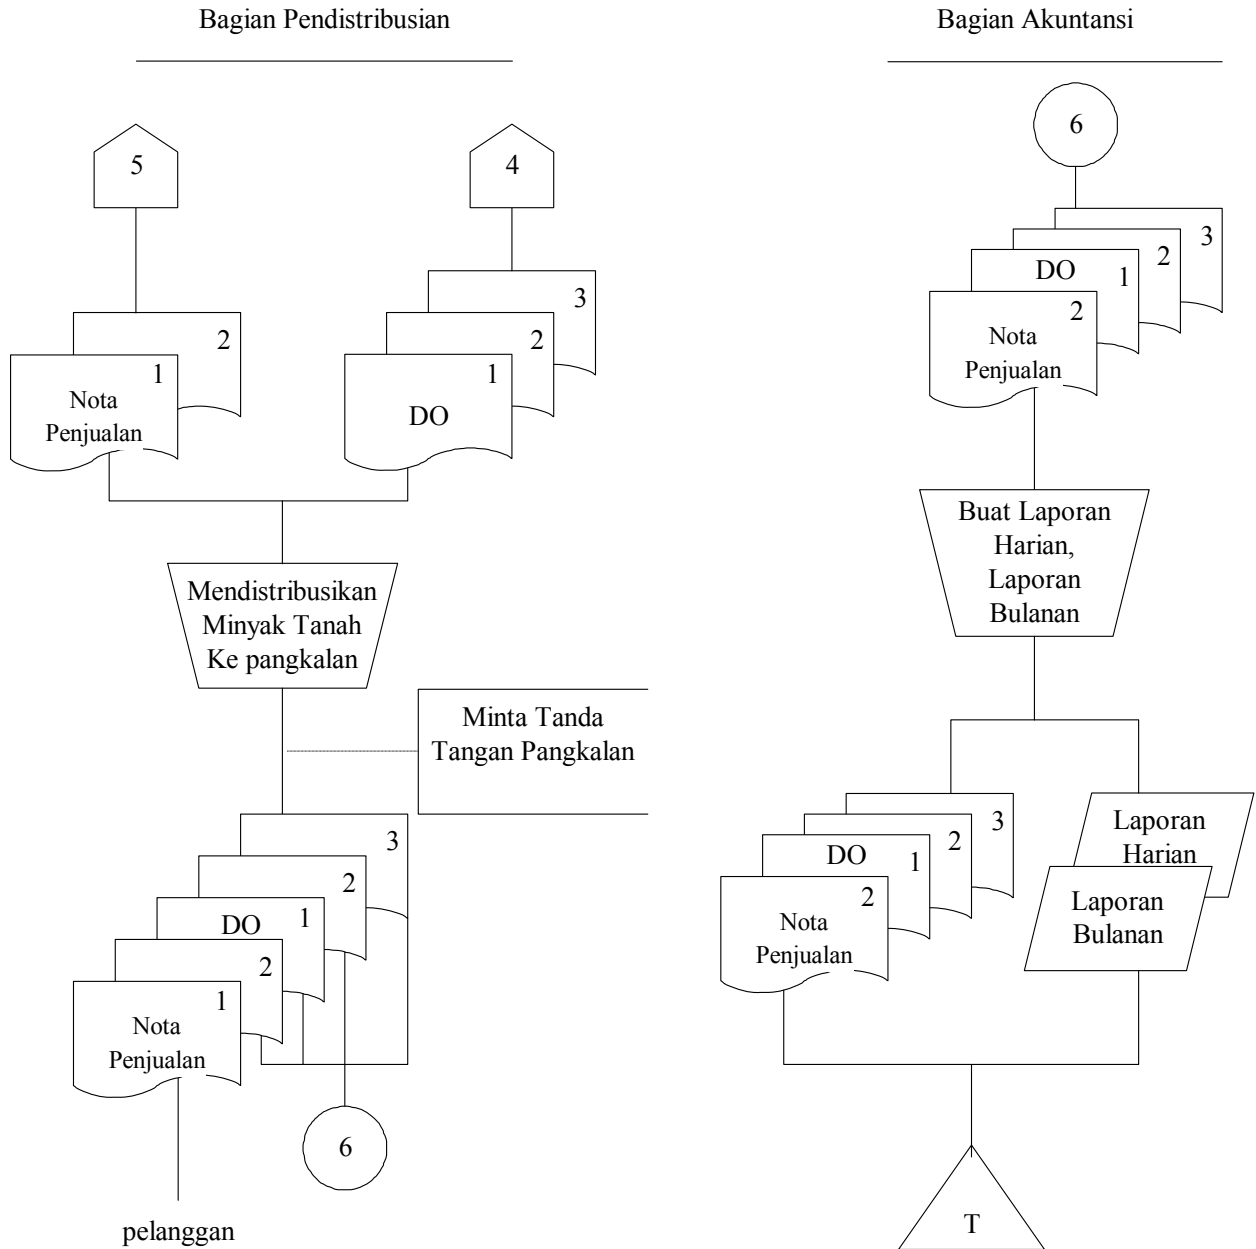 Bagian Pendistribusian
5
4
2
1
Nota
Penjualan
3
2
1
DO
Mendistribusikan
Minyak Tanah
Ke pangkalan
Minta Tanda
Tangan Pangkalan
3
2
1
DO
2
1
Nota
Penjualan
6
pelanggan
Bagian Akuntansi
6
3
2
DO
1
2
Nota
Penjualan
Buat Laporan
Harian,
Laporan
Bulanan
3
2
DO
1
2
Nota
Penjualan
Laporan
Harian
Laporan
Bulanan
T